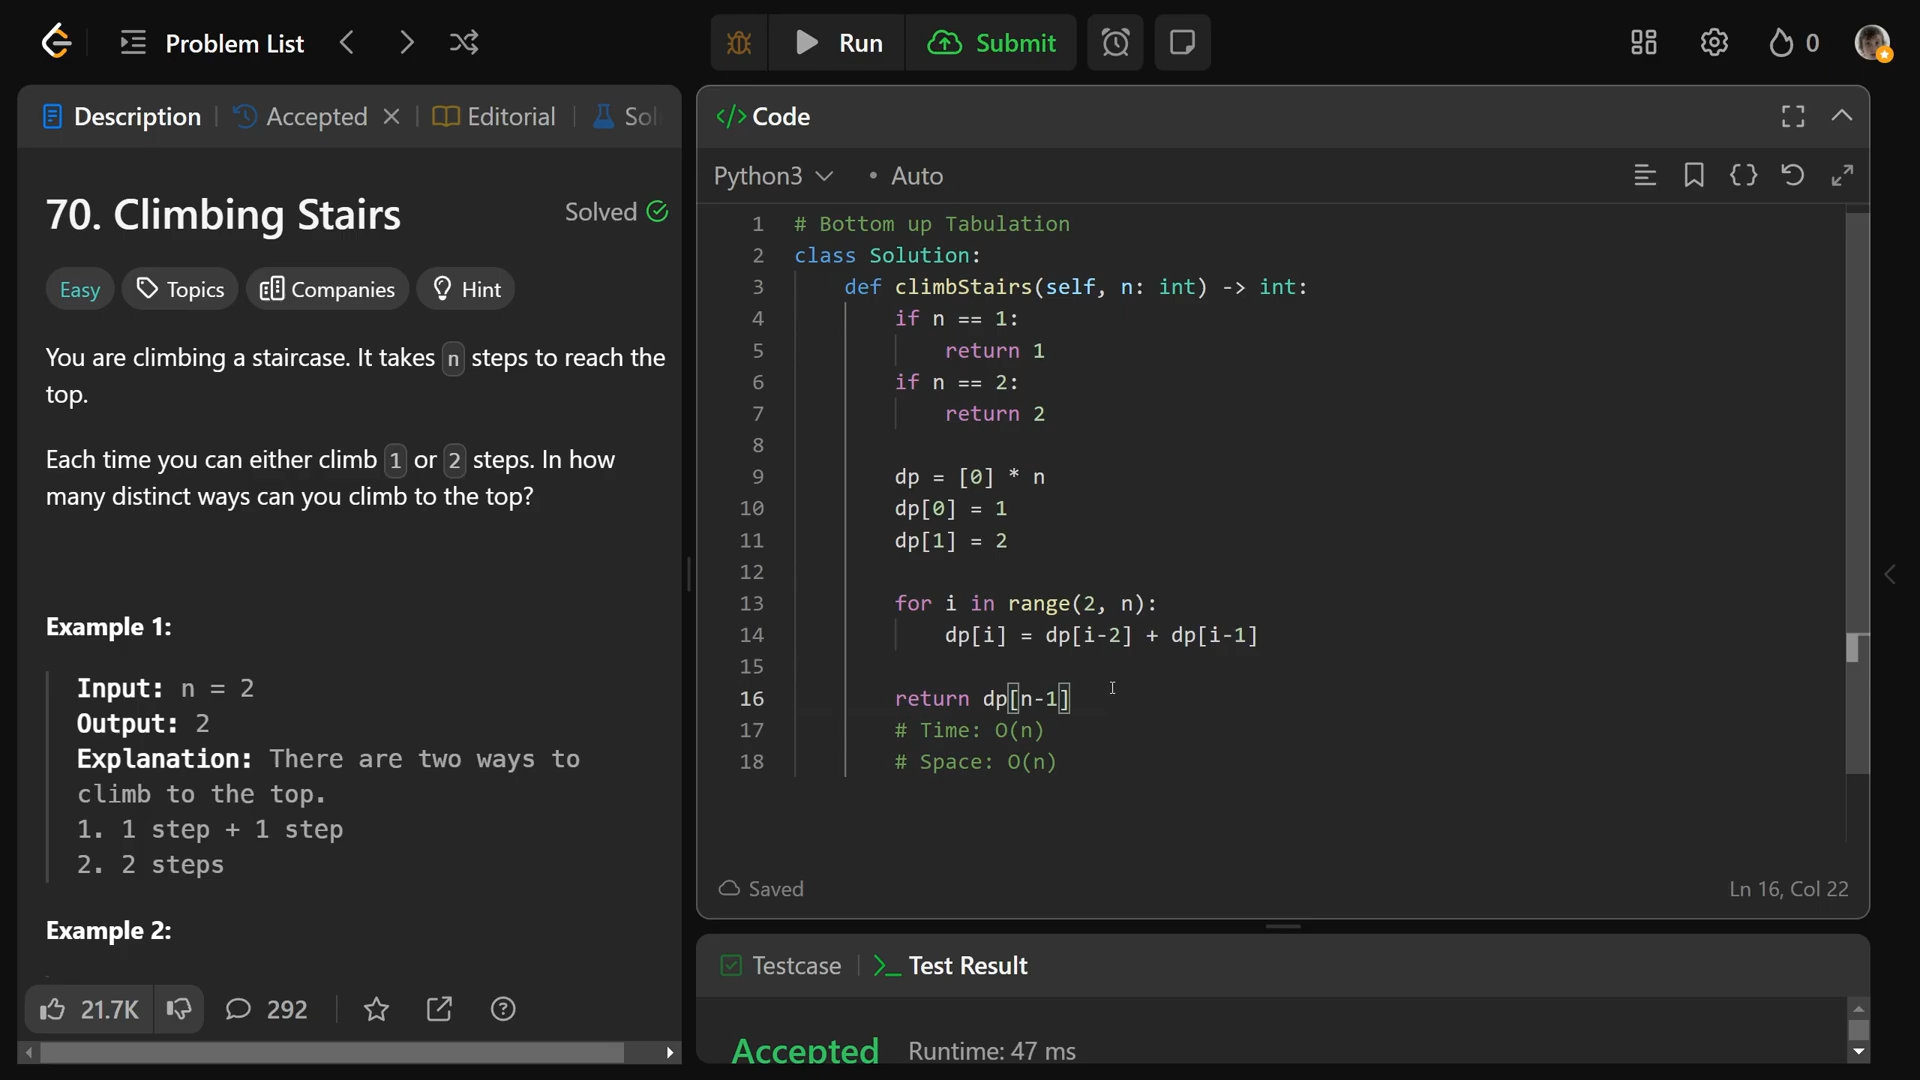 Problem List
Run
Submit
0
Description
Accepted
Editorial
Sol
Code
Python3
Auto
70. Climbing Stairs
Solved
Easy
Topics
Companies
Hint
You are climbing a staircase. It takes n steps to reach the
top.
Each time you can either climb 1 or 2 steps. In how
many distinct ways can you climb to the top?
Example 1:
Input: n = 2
Output: 2
Explanation: There are two ways to
climb to the top.
1. 1 step + 1 step
2. 2 steps
Example 2:
21.7K
292
1 # Bottom up Tabulation
2 class Solution:
3 def climbStairs(self, n: int) -> int:
4 if n == 1:
5 return 1
6 if n == 2:
7 return 2
8
9 dp = [0] * n
10 dp[0] = 1
11 dp[1] = 2
12
13 for i in range(2, n):
14 dp[i] = dp[i-2] + dp[i-1]
15
16 return dp[n-1]
17 # Time: O(n)
18 # Space: O(n)
Saved
Ln 16, Col 22
Testcase
Test Result
Accepted
Runtime: 47 ms